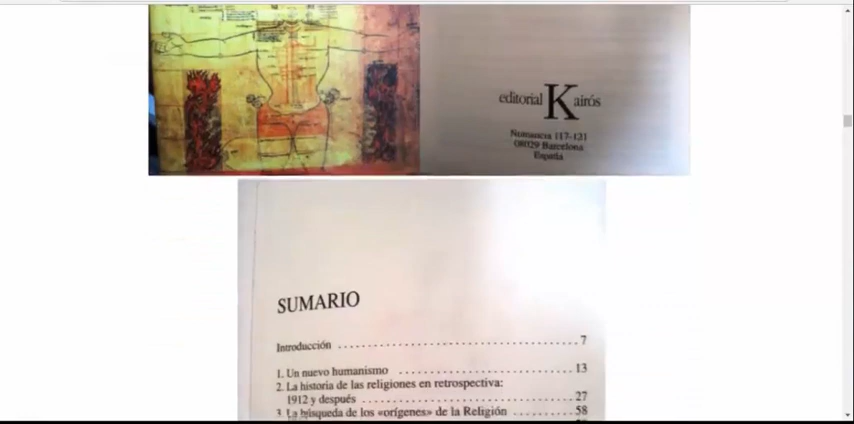 editorial Kairós
Numancia 117-121
08029 Barcelona
España
SUMARIO
Introducción . . . . . . . . . . . . . . . . . . . . . . . . . . . . . . . . . . . . . . . . . . 7
1. Un nuevo humanismo . . . . . . . . . . . . . . . . . . . . . . . . . . . . . . 13
2. La historia de las religiones en retrospectiva:
1912 y después . . . . . . . . . . . . . . . . . . . . . . . . . . . . . . . . . . . . . 27
3. La búsqueda de los «orígenes» de la Religión . . . . . . . . . . 58